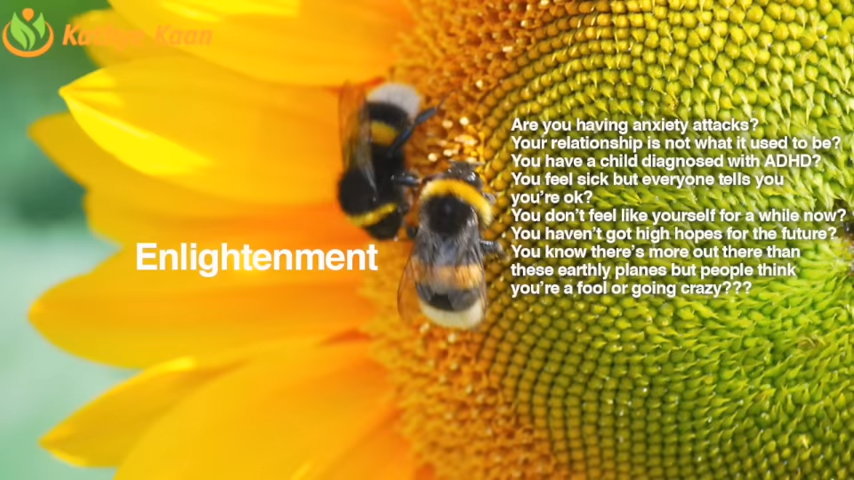 Kaan
Enlightenment
Are you having anxiety attacks?
Your relationship is not what it used to be?
You have a child diagnosed with ADHD?
You feel sick but everyone tells you
you're ok?
You don't feel like yourself for a while now?
You haven't got high hopes for the future?
You know there's more out there than
these earthly planes but people think
you're a fool or going crazy???